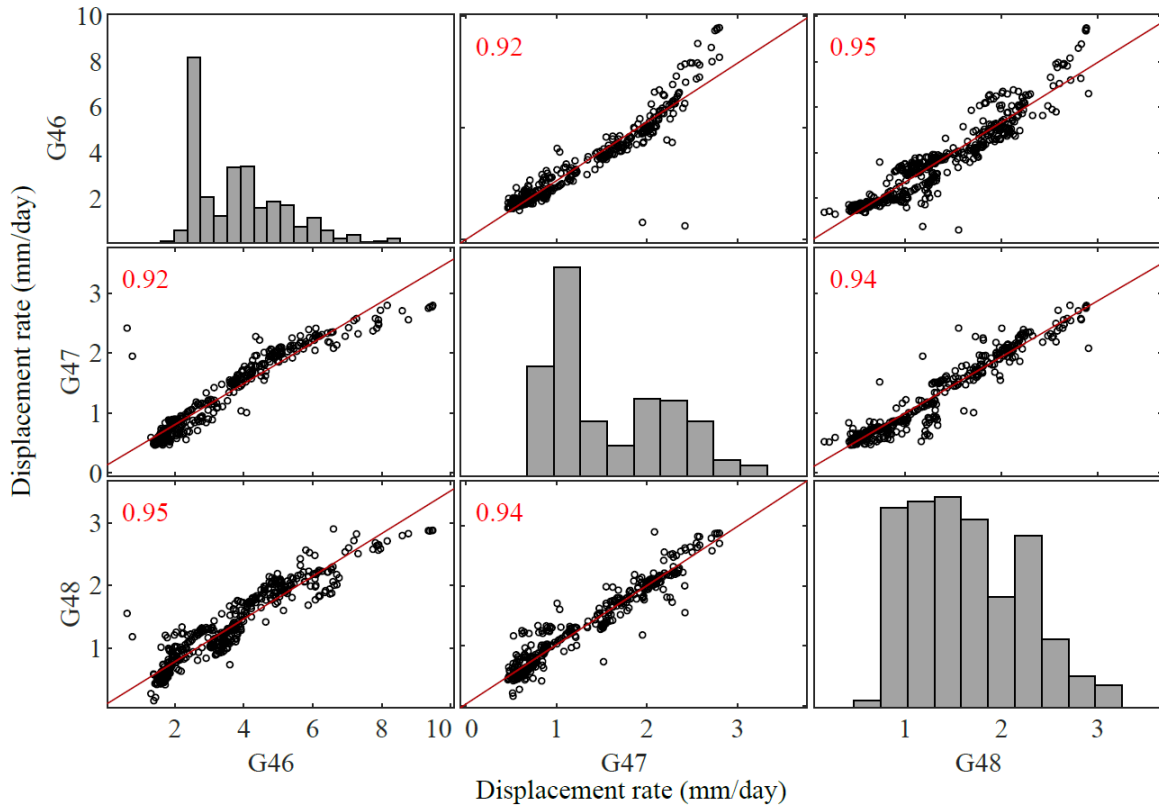 10
8
6
4
2
G46
0.92
0.95
Displacement rate (mm/day)
3
2
1
0
G47
0.92
0.94
3
2
1
G48
0.95
0.94
2 4 6 8 10 0 1 2 3 1 2 3
G46 G47 G48
Displacement rate (mm/day)